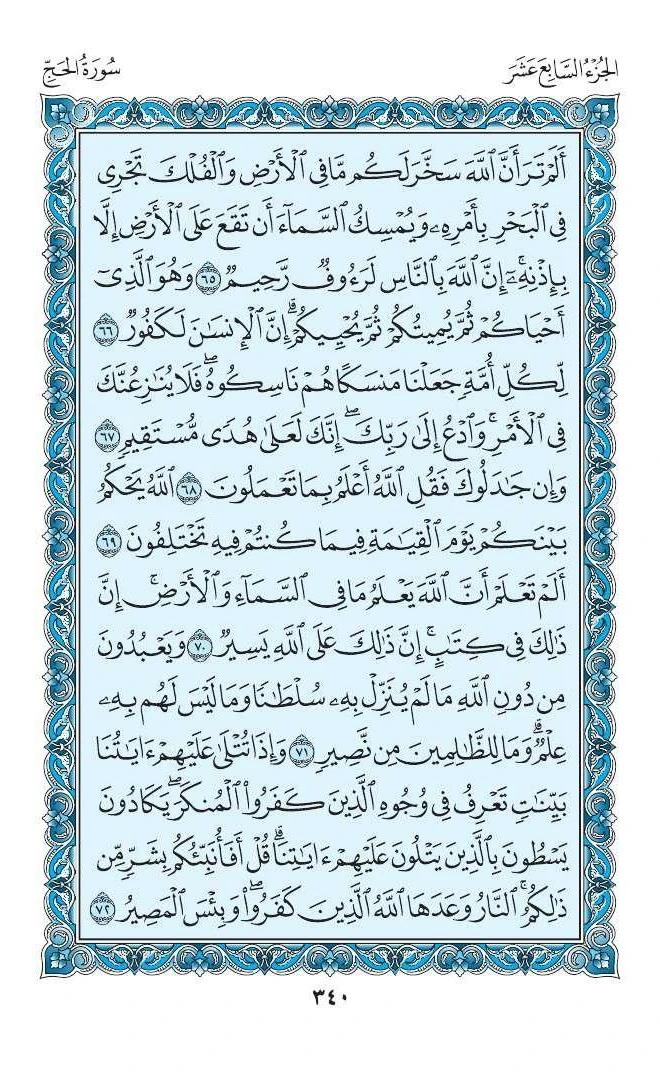 الجُزْءُ السَّابِعَ عَشَرَ
سُورَةُ الحَجِّ
أَلَمْ تَرَ أَنَّ ٱللَّهَ سَخَّرَ لَكُم مَّا فِى ٱلْأَرْضِ وَٱلْفُلْكَ تَجْرِى
فِى ٱلْبَحْرِ بِأَمْرِهِۦ وَيُمْسِكُ ٱلسَّمَآءَ أَن تَقَعَ عَلَى ٱلْأَرْضِ إِلَّا
بِإِذْنِهِۦٓ ۗ إِنَّ ٱللَّهَ بِٱلنَّاسِ لَرَءُوفٌ رَّحِيمٌ ٦٥ وَهُوَ ٱلَّذِىٓ
أَحْيَاكُمْ ثُمَّ يُمِيتُكُمْ ثُمَّ يُحْيِيكُمْ ۗ إِنَّ ٱلْإِنسَٰنَ لَكَفُورٌ ٦٦
لِّكُلِّ أُمَّةٍ جَعَلْنَا مَنسَكًا هُمْ نَاسِكُوهُ ۖ فَلَا يُنَٰزِعُنَّكَ
فِى ٱلْأَمْرِ ۚ وَٱدْعُ إِلَىٰ رَبِّكَ ۖ إِنَّكَ لَعَلَىٰ هُدًى مُّسْتَقِيمٍ ٦٧
وَإِن جَٰدَلُوكَ فَقُلِ ٱللَّهُ أَعْلَمُ بِمَا تَعْمَلُونَ ٦٨ ٱللَّهُ يَحْكُمُ
بَيْنَكُمْ يَوْمَ ٱلْقِيَٰمَةِ فِيمَا كُنتُمْ فِيهِ تَخْتَلِفُونَ ٦٩
أَلَمْ تَعْلَمْ أَنَّ ٱللَّهَ يَعْلَمُ مَا فِى ٱلسَّمَآءِ وَٱلْأَرْضِ ۗ إِنَّ
ذَٰلِكَ فِى كِتَٰبٍ ۚ إِنَّ ذَٰلِكَ عَلَى ٱللَّهِ يَسِيرٌ ٧٠ وَيَعْبُدُونَ
مِن دُونِ ٱللَّهِ مَا لَمْ يُنَزِّلْ بِهِۦ سُلْطَٰنًا وَمَا لَيْسَ لَهُم بِهِۦ
عِلْمٌ ۗ وَمَا لِلظَّٰلِمِينَ مِن نَّصِيرٍ ٧١ وَإِذَا تُتْلَىٰ عَلَيْهِمْ ءَايَٰتُنَا
بَيِّنَٰتٍ تَعْرِفُ فِى وُجُوهِ ٱلَّذِينَ كَفَرُوا۟ ٱلْمُنكَرَ ۖ يَكَادُونَ
يَسْطُونَ بِٱلَّذِينَ يَتْلُونَ عَلَيْهِمْ ءَايَٰتِنَا ۗ قُلْ أَفَأُنَبِّئُكُم بِشَرٍّ مِّن
ذَٰلِكُمُ ۗ ٱلنَّارُ وَعَدَهَا ٱللَّهُ ٱلَّذِينَ كَفَرُوا۟ ۖ وَبِئْسَ ٱلْمَصِيرُ ٧٢
٣٤٠